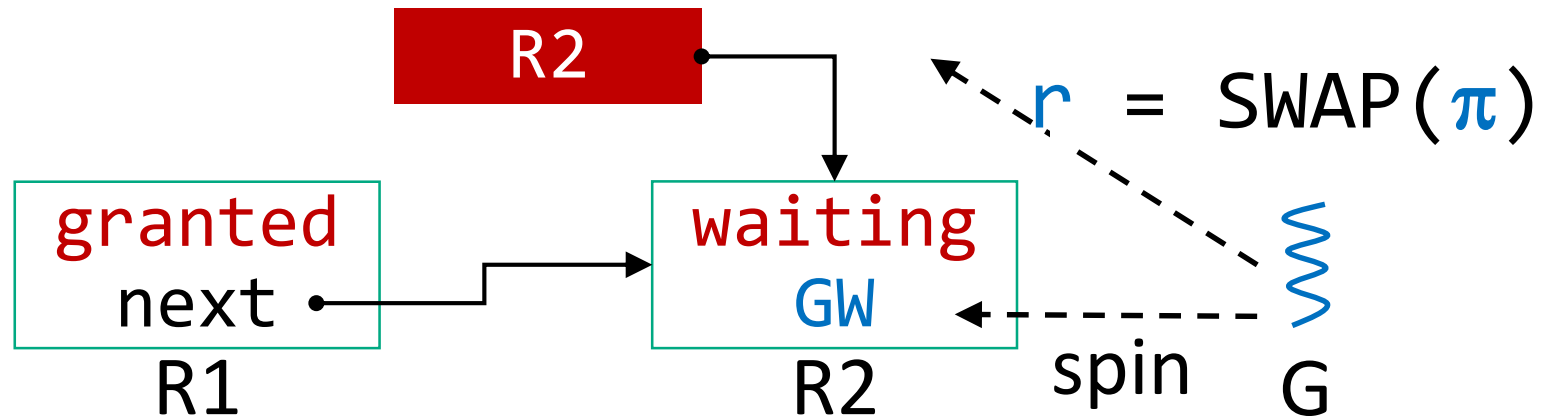 R2
r = SWAP(π)
granted
next
R1
waiting
GW
R2
spin
G